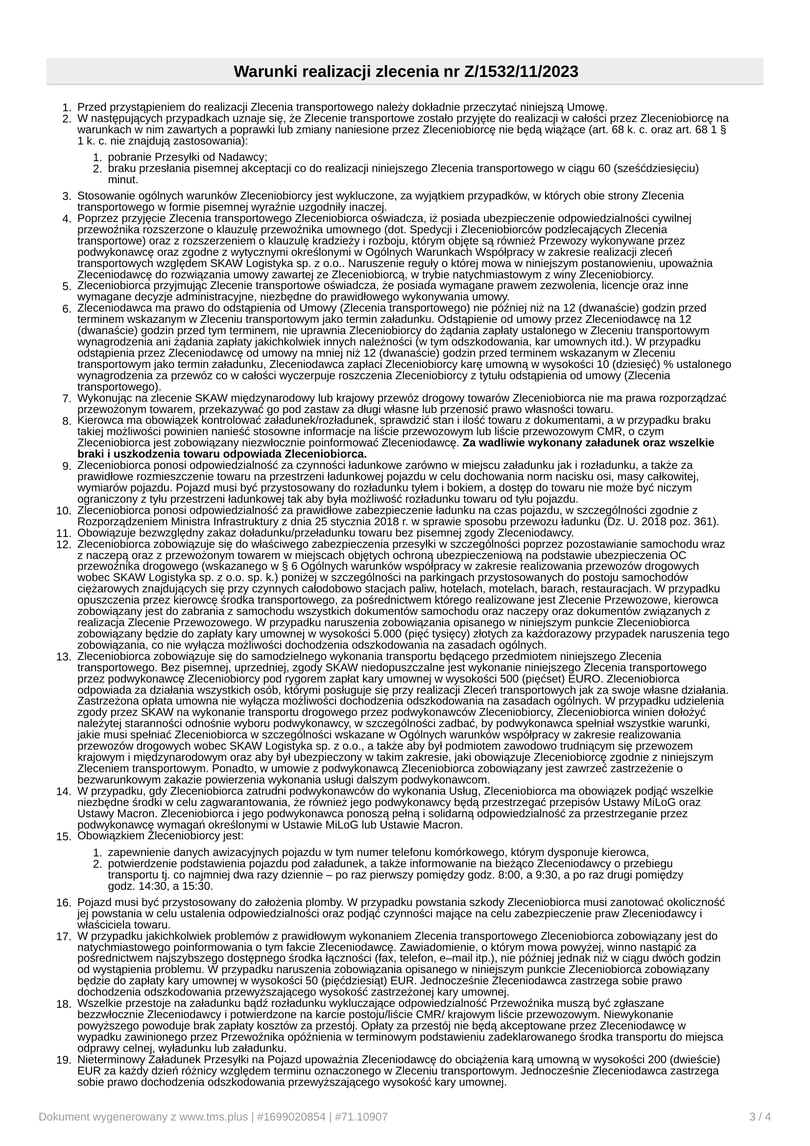 Warunki realizacji zlecenia nr Z/1532/11/2023
1. Przed przystąpieniem do realizacji Zlecenia transportowego należy dokładnie przeczytać niniejszą Umowę.
2. W następujących przypadkach uznaje się, że Zlecenie transportowe zostało przyjęte do realizacji w całości przez Zleceniobiorcę na
warunkach w nim zawartych a poprawki lub zmiany naniesione przez Zleceniobiorcę nie będą wiążące (art. 68 k. c. oraz art. 68 1 §
1 k. c. nie znajdują zastosowania):
1. pobranie Przesyłki od Nadawcy;
2. braku przesłania pisemnej akceptacji co do realizacji niniejszego Zlecenia transportowego w ciągu 60 (sześćdziesięciu)
minut.
3. Stosowanie ogólnych warunków Zleceniobiorcy jest wykluczone, za wyjątkiem przypadków, w których obie strony Zlecenia
transportowego w formie pisemnej wyraźnie uzgodniły inaczej.
4. Poprzez przyjęcie Zlecenia transportowego Zleceniobiorca oświadcza, iż posiada ubezpieczenie odpowiedzialności cywilnej
przewoźnika rozszerzone o klauzulę przewoźnika umownego (dot. Spedycji i Zleceniobiorców podzlecających Zlecenia
transportowe) oraz z rozszerzeniem o klauzulę kradzieży i rozboju, którym objęte są również Przewozy wykonywane przez
podwykonawcę oraz zgodne z wytycznymi określonymi w Ogólnych Warunkach Współpracy w zakresie realizacji zleceń
transportowych względem SKAW Logistyka sp. z o.o.. Naruszenie reguły o której mowa w niniejszym postanowieniu, upoważnia
Zleceniodawcę do rozwiązania umowy zawartej ze Zleceniobiorcą, w trybie natychmiastowym z winy Zleceniobiorcy.
5. Zleceniobiorca przyjmując Zlecenie transportowe oświadcza, że posiada wymagane prawem zezwolenia, licencje oraz inne
wymagane decyzje administracyjne, niezbędne do prawidłowego wykonywania umowy.
6. Zleceniodawca ma prawo do odstąpienia od Umowy (Zlecenia transportowego) nie później niż na 12 (dwanaście) godzin przed
terminem wskazanym w Zleceniu transportowym jako termin załadunku. Odstąpienie od umowy przez Zleceniodawcę na 12
(dwanaście) godzin przed tym terminem, nie uprawnia Zleceniobiorcy do żądania zapłaty ustalonego w Zleceniu transportowym
wynagrodzenia ani żądania zapłaty jakichkolwiek innych należności (w tym odszkodowania, kar umownych itd.). W przypadku
odstąpienia przez Zleceniodawcę od umowy na mniej niż 12 (dwanaście) godzin przed terminem wskazanym w Zleceniu
transportowym jako termin załadunku, Zleceniodawca zapłaci Zleceniobiorcy karę umowną w wysokości 10 (dziesięć) % ustalonego
wynagrodzenia za przewóz co w całości wyczerpuje roszczenia Zleceniobiorcy z tytułu odstąpienia od umowy (Zlecenia
transportowego).
7. Wykonując na zlecenie SKAW międzynarodowy lub krajowy przewóz drogowy towarów Zleceniobiorca nie ma prawa rozporządzać
przewożonym towarem, przekazywać go pod zastaw za długi własne lub przenosić prawo własności towaru.
8. Kierowca ma obowiązek kontrolować załadunek/rozładunek, sprawdzić stan i ilość towaru z dokumentami, a w przypadku braku
takiej możliwości powinien nanieść stosowne informacje na liście przewozowym lub liście przewozowym CMR, o czym
Zleceniobiorca jest zobowiązany niezwłocznie poinformować Zleceniodawcę. Za wadliwie wykonany załadunek oraz wszelkie
braki i uszkodzenia towaru odpowiada Zleceniobiorca.
9. Zleceniobiorca ponosi odpowiedzialność za czynności ładunkowe zarówno w miejscu załadunku jak i rozładunku, a także za
prawidłowe rozmieszczenie towaru na przestrzeni ładunkowej pojazdu w celu dochowania norm nacisku osi, masy całkowitej,
wymiarów pojazdu. Pojazd musi być przystosowany do rozładunku tyłem i bokiem, a dostęp do towaru nie może być niczym
ograniczony z tyłu przestrzeni ładunkowej tak aby była możliwość rozładunku towaru od tyłu pojazdu.
10. Zleceniobiorca ponosi odpowiedzialność za prawidłowe zabezpieczenie ładunku na czas pojazdu, w szczególności zgodnie z
Rozporządzeniem Ministra Infrastruktury z dnia 25 stycznia 2018 r. w sprawie sposobu przewozu ładunku (Dz. U. 2018 poz. 361).
11. Obowiązuje bezwzględny zakaz doładunku/przeładunku towaru bez pisemnej zgody Zleceniodawcy.
12. Zleceniobiorca zobowiązuje się do właściwego zabezpieczenia przesyłki w szczególności poprzez pozostawianie samochodu wraz
z naczepą oraz z przewożonym towarem w miejscach objętych ochroną ubezpieczeniową na podstawie ubezpieczenia OC
przewoźnika drogowego (wskazanego w § 6 Ogólnych warunków współpracy w zakresie realizowania przewozów drogowych
wobec SKAW Logistyka sp. z o.o. sp. k.) poniżej w szczególności na parkingach przystosowanych do postoju samochodów
ciężarowych znajdujących się przy czynnych całodobowo stacjach paliw, hotelach, motelach, barach, restauracjach. W przypadku
opuszczenia przez kierowcę środka transportowego, za pośrednictwem którego realizowane jest Zlecenie Przewozowe, kierowca
zobowiązany jest do zabrania z samochodu wszystkich dokumentów samochodu oraz naczepy oraz dokumentów związanych z
realizacja Zlecenie Przewozowego. W przypadku naruszenia zobowiązania opisanego w niniejszym punkcie Zleceniobiorca
zobowiązany będzie do zapłaty kary umownej w wysokości 5.000 (pięć tysięcy) złotych za każdorazowy przypadek naruszenia tego
zobowiązania, co nie wyłącza możliwości dochodzenia odszkodowania na zasadach ogólnych.
13. Zleceniobiorca zobowiązuje się do samodzielnego wykonania transportu będącego przedmiotem niniejszego Zlecenia
transportowego. Bez pisemnej, uprzedniej, zgody SKAW niedopuszczalne jest wykonanie niniejszego Zlecenia transportowego
przez podwykonawcę Zleceniobiorcy pod rygorem zapłat kary umownej w wysokości 500 (pięćset) EURO. Zleceniobiorca
odpowiada za działania wszystkich osób, którymi posługuje się przy realizacji Zleceń transportowych jak za swoje własne działania.
Zastrzeżona opłata umowna nie wyłącza możliwości dochodzenia odszkodowania na zasadach ogólnych. W przypadku udzielenia
zgody przez SKAW na wykonanie transportu drogowego przez podwykonawców Zleceniobiorcy, Zleceniobiorca winien dołożyć
należytej staranności odnośnie wyboru podwykonawcy, w szczególności zadbać, by podwykonawca spełniał wszystkie warunki,
jakie musi spełniać Zleceniobiorca w szczególności wskazane w Ogólnych warunków współpracy w zakresie realizowania
przewozów drogowych wobec SKAW Logistyka sp. z o.o., a także aby był podmiotem zawodowo trudniącym się przewozem
krajowym i międzynarodowym oraz aby był ubezpieczony w takim zakresie, jaki obowiązuje Zleceniobiorcę zgodnie z niniejszym
Zleceniem transportowym. Ponadto, w umowie z podwykonawcą Zleceniobiorca zobowiązany jest zawrzeć zastrzeżenie o
bezwarunkowym zakazie powierzenia wykonania usługi dalszym podwykonawcom.
14. W przypadku, gdy Zleceniobiorca zatrudni podwykonawców do wykonania Usług, Zleceniobiorca ma obowiązek podjąć wszelkie
niezbędne środki w celu zagwarantowania, że również jego podwykonawcy będą przestrzegać przepisów Ustawy MiLoG oraz
Ustawy Macron. Zleceniobiorca i jego podwykonawca ponoszą pełną i solidarną odpowiedzialność za przestrzeganie przez
podwykonawcę wymagań określonymi w Ustawie MiLoG lub Ustawie Macron.
15. Obowiązkiem Zleceniobiorcy jest:
1. zapewnienie danych awizacyjnych pojazdu w tym numer telefonu komórkowego, którym dysponuje kierowca,
2. potwierdzenie podstawienia pojazdu pod załadunek, a także informowanie na bieżąco Zleceniodawcy o przebiegu
transportu tj. co najmniej dwa razy dziennie – po raz pierwszy pomiędzy godz. 8:00, a 9:30, a po raz drugi pomiędzy
godz. 14:30, a 15:30.
16. Pojazd musi być przystosowany do założenia plomby. W przypadku powstania szkody Zleceniobiorca musi zanotować okoliczność
jej powstania w celu ustalenia odpowiedzialności oraz podjąć czynności mające na celu zabezpieczenie praw Zleceniodawcy i
właściciela towaru.
17. W przypadku jakichkolwiek problemów z prawidłowym wykonaniem Zlecenia transportowego Zleceniobiorca zobowiązany jest do
natychmiastowego poinformowania o tym fakcie Zleceniodawcę. Zawiadomienie, o którym mowa powyżej, winno nastąpić za
pośrednictwem najszybszego dostępnego środka łączności (fax, telefon, e–mail itp.), nie później jednak niż w ciągu dwóch godzin
od wystąpienia problemu. W przypadku naruszenia zobowiązania opisanego w niniejszym punkcie Zleceniobiorca zobowiązany
będzie do zapłaty kary umownej w wysokości 50 (pięćdziesiąt) EUR. Jednocześnie Zleceniodawca zastrzega sobie prawo
dochodzenia odszkodowania przewyższającego wysokość zastrzeżonej kary umownej.
18. Wszelkie przestoje na załadunku bądź rozładunku wykluczające odpowiedzialność Przewoźnika muszą być zgłaszane
bezzwłocznie Zleceniodawcy i potwierdzone na karcie postoju/liście CMR/ krajowym liście przewozowym. Niewykonanie
powyższego powoduje brak zapłaty kosztów za przestój. Opłaty za przestój nie będą akceptowane przez Zleceniodawcę w
wypadku zawinionego przez Przewoźnika opóźnienia w terminowym podstawieniu zadeklarowanego środka transportu do miejsca
odprawy celnej, wyładunku lub załadunku.
19. Nieterminowy Załadunek Przesyłki na Pojazd upoważnia Zleceniodawcę do obciążenia karą umowną w wysokości 200 (dwieście)
EUR za każdy dzień różnicy względem terminu oznaczonego w Zleceniu transportowym. Jednocześnie Zleceniodawca zastrzega
sobie prawo dochodzenia odszkodowania przewyższającego wysokość kary umownej.
Dokument wygenerowany z www.tms.plus | #1699020854 | #71.10907
3 / 4